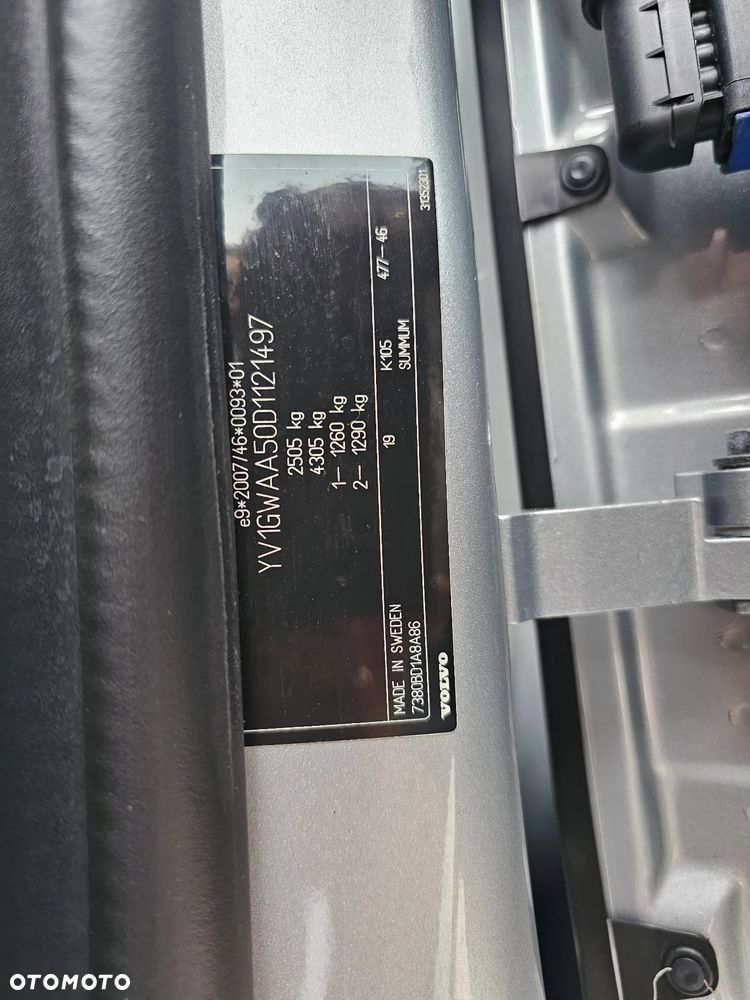 e9*2007/46*0093*01
YV1GWAA50D1121497
2505 kg
4305 kg
1- 1260 kg
2- 1290 kg
19 K105 477-46
MADE IN SWEDEN SUMMUM
7380BD1A8A86
VOLVO 31352301
OTOMOTO